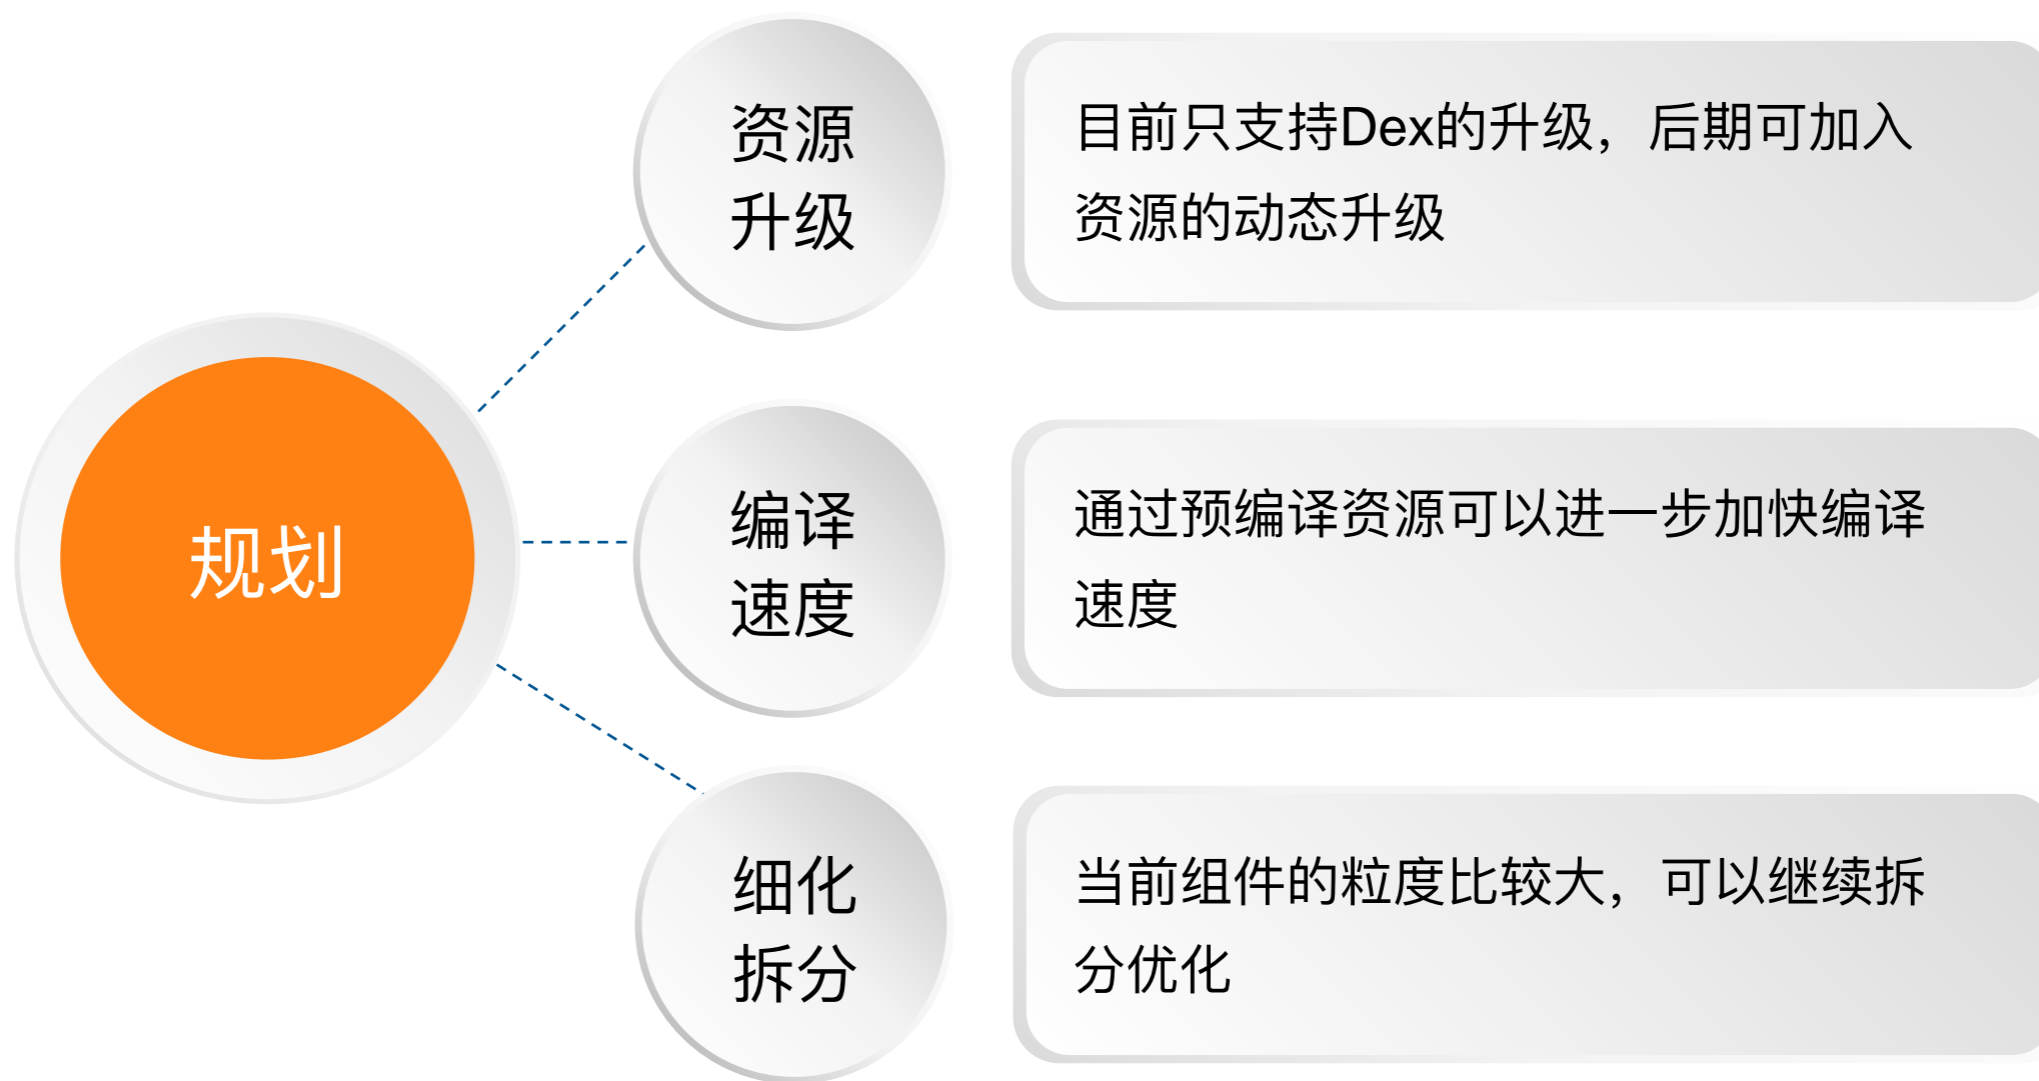 规划
资源
升级
目前只支持Dex的升级，后期可加入
资源的动态升级
编译
速度
通过预编译资源可以进一步加快编译
速度
细化
拆分
当前组件的粒度比较大，可以继续拆
分优化